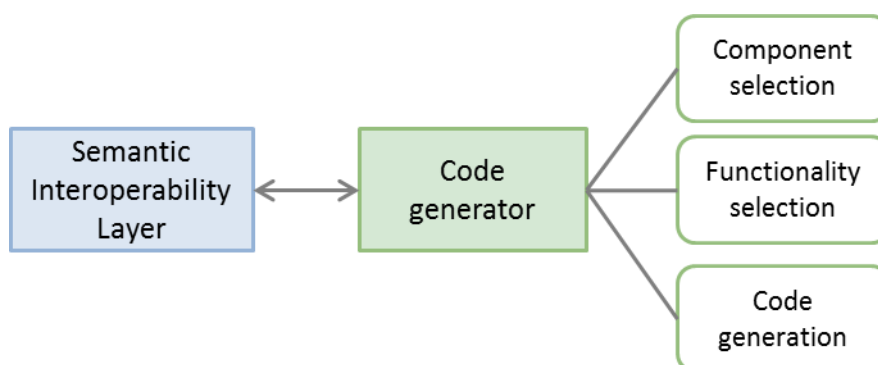 Semantic
Interoperability
Layer
Code
generator
Component
selection
Functionality
selection
Code
generation